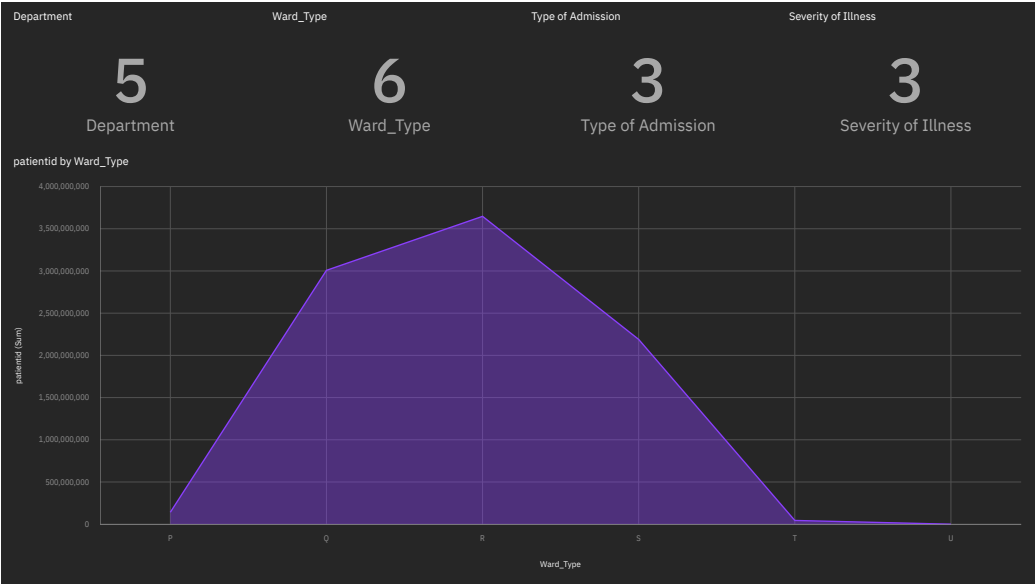 Department
Ward_Type
Type of Admission
Severity of Illness
5
6
3
3
Department
Ward_Type
Type of Admission
Severity of Illness
patientid by Ward_Type
4,000,000,000
3,500,000,000
3,000,000,000
2,500,000,000
2,000,000,000
1,500,000,000
1,000,000,000
500,000,000
0
patientid (Sum)
P
Q
R
S
T
U
Ward_Type